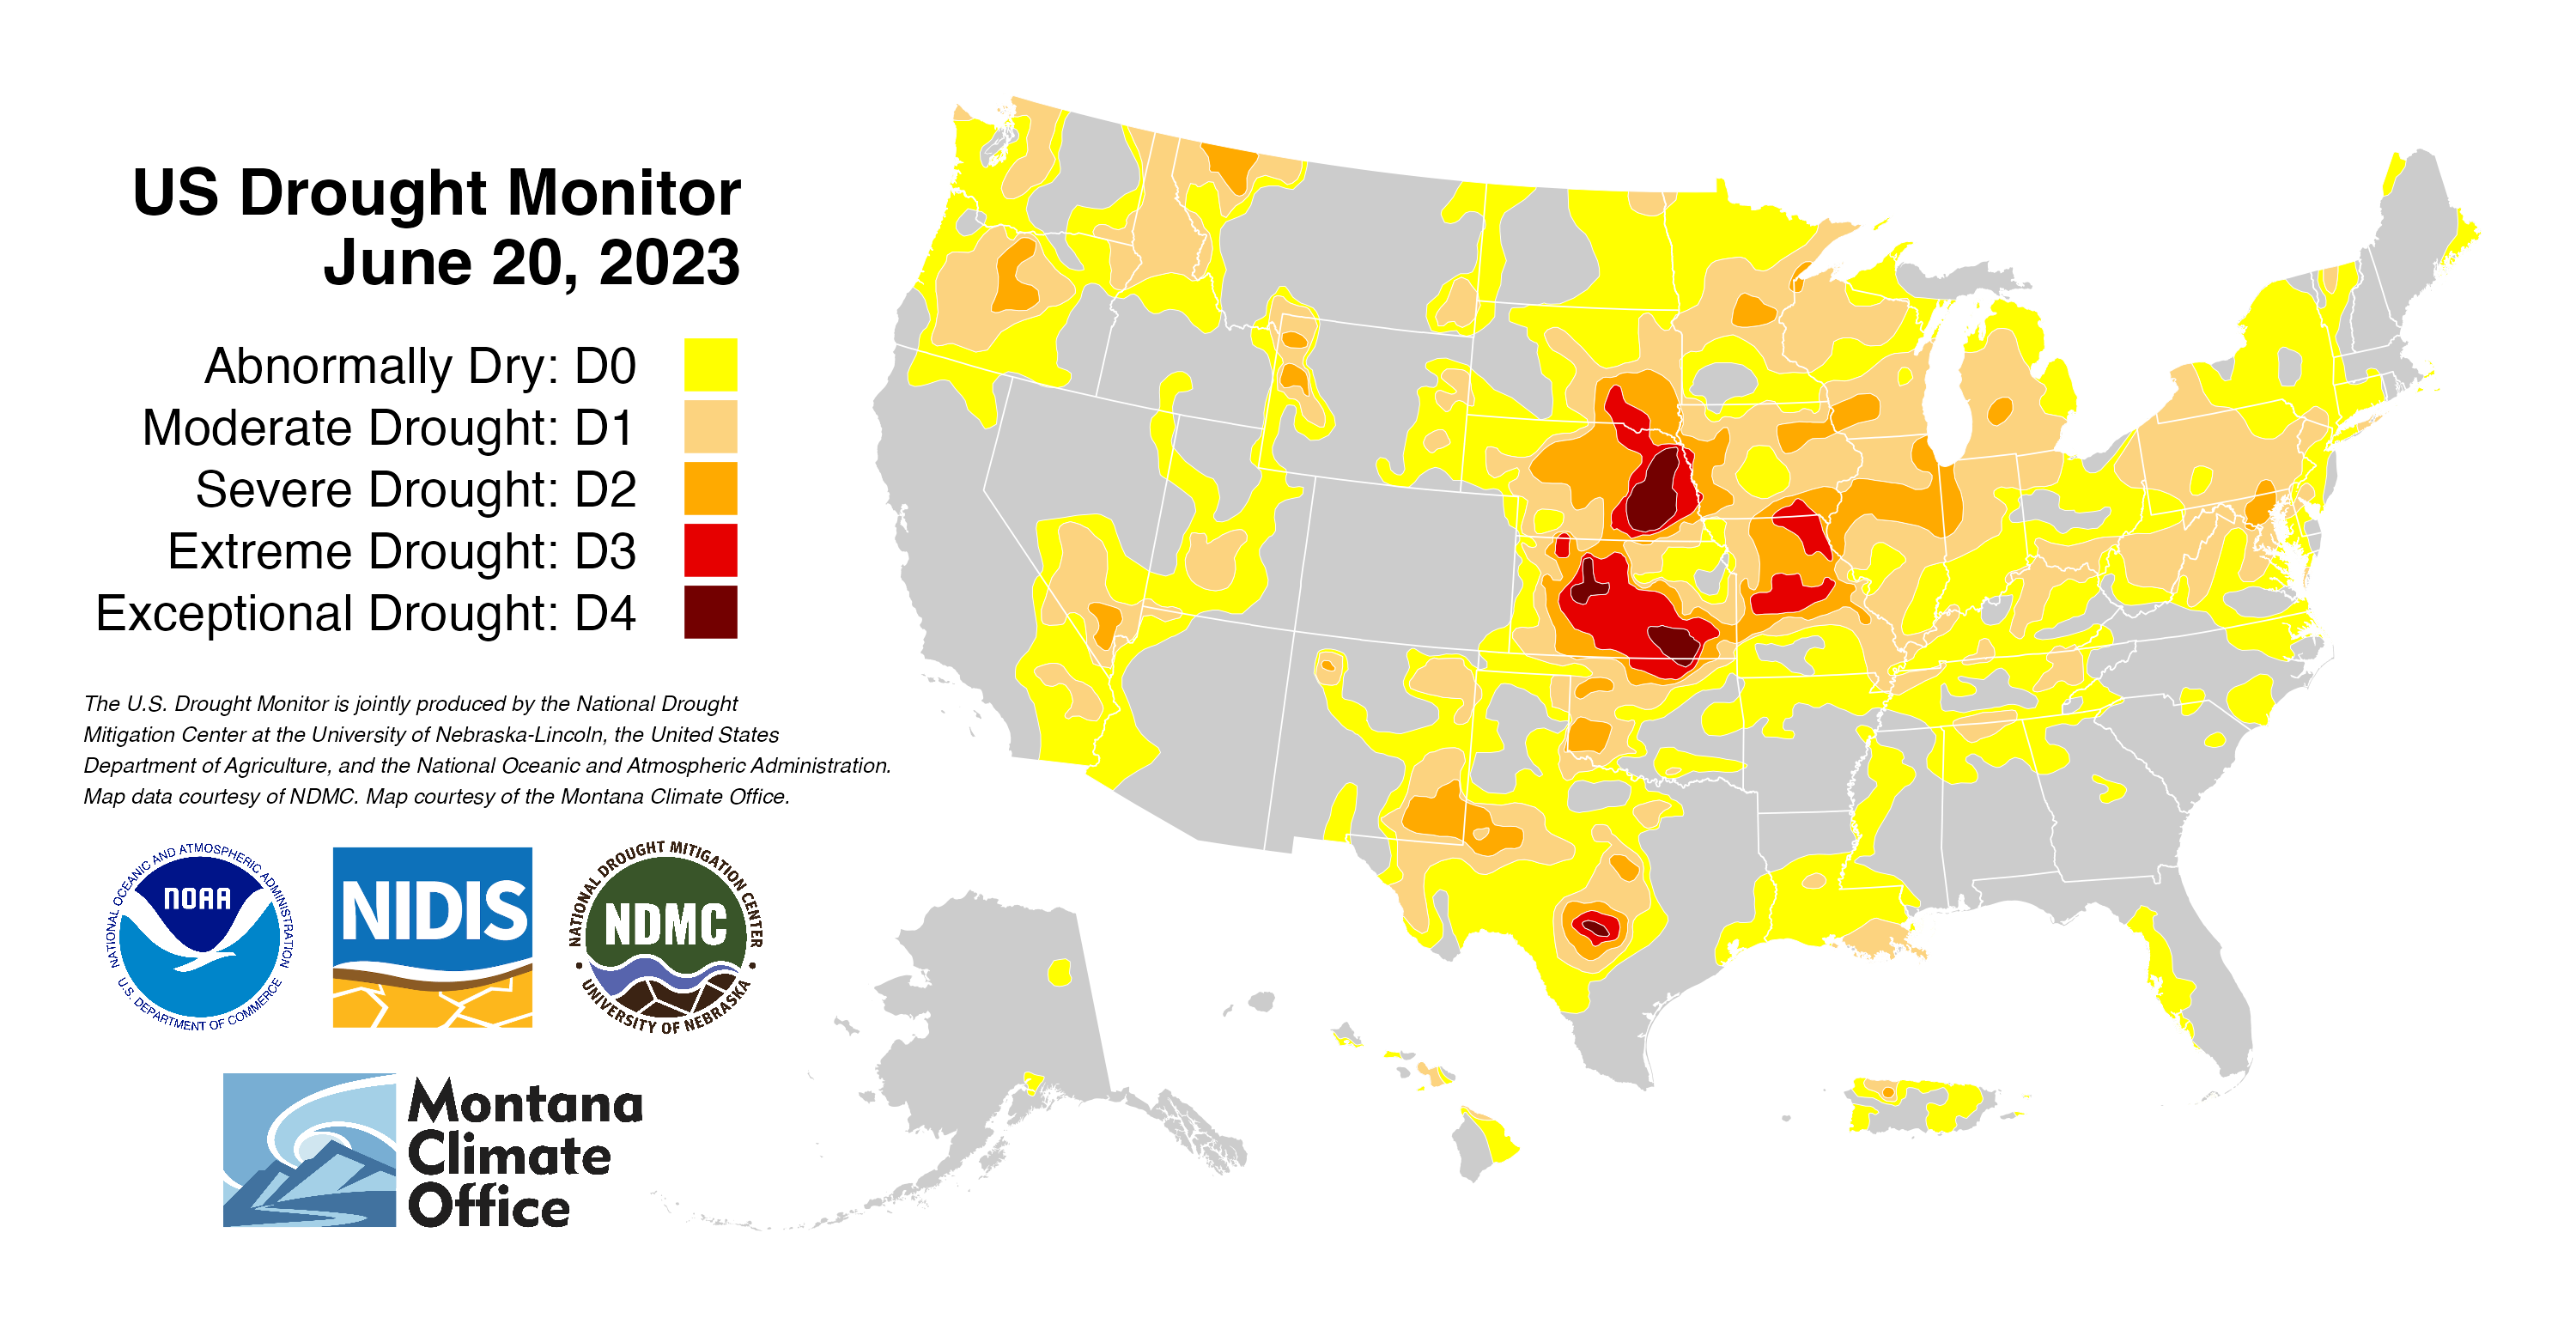 US Drought Monitor
June 20, 2023
Abnormally Dry: D0
Moderate Drought: D1
Severe Drought: D2
Extreme Drought: D3
Exceptional Drought: D4
The U.S. Drought Monitor is jointly produced by the National Drought
Mitigation Center at the University of Nebraska-Lincoln, the United States
Department of Agriculture, and the National Oceanic and Atmospheric Administration.
Map data courtesy of NDMC. Map courtesy of the Montana Climate Office.
NATIONAL OCEANIC AND ATMOSPHERIC ADMINISTRATION
NOAA
U.S. DEPARTMENT OF COMMERCE
NIDIS
NATIONAL DROUGHT MITIGATION CENTER
NDMC
UNIVERSITY OF NEBRASKA
Montana
Climate
Office